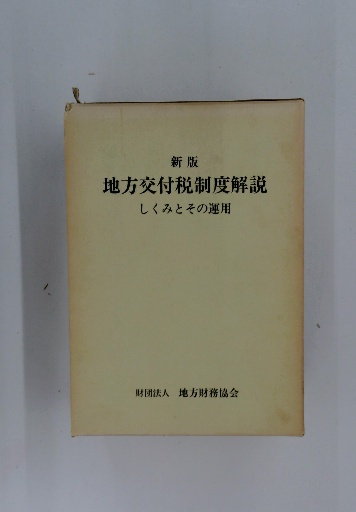 新版
地方交付税制度解説
しくみとその運用
財団法人 地方財務協会